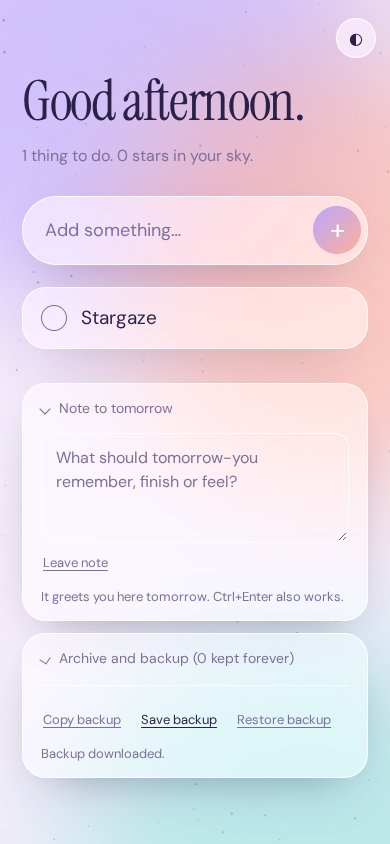 Good afternoon.
1 thing to do. 0 stars in your sky.
Add something...
+
Stargaze
Note to tomorrow
What should tomorrow-you
remember, finish or feel?
Leave note
It greets you here tomorrow. Ctrl+Enter also works.
Archive and backup (0 kept forever)
Copy backup Save backup Restore backup
Backup downloaded.